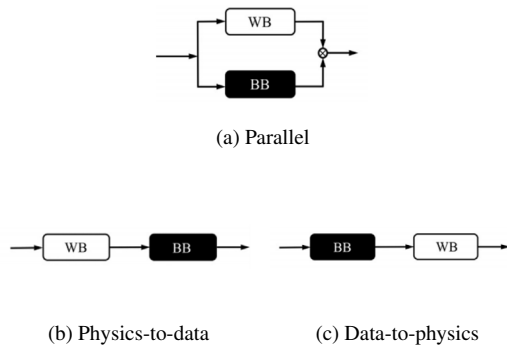 WB
BB
(a) Parallel
WB BB BB WB
(b) Physics-to-data (c) Data-to-physics